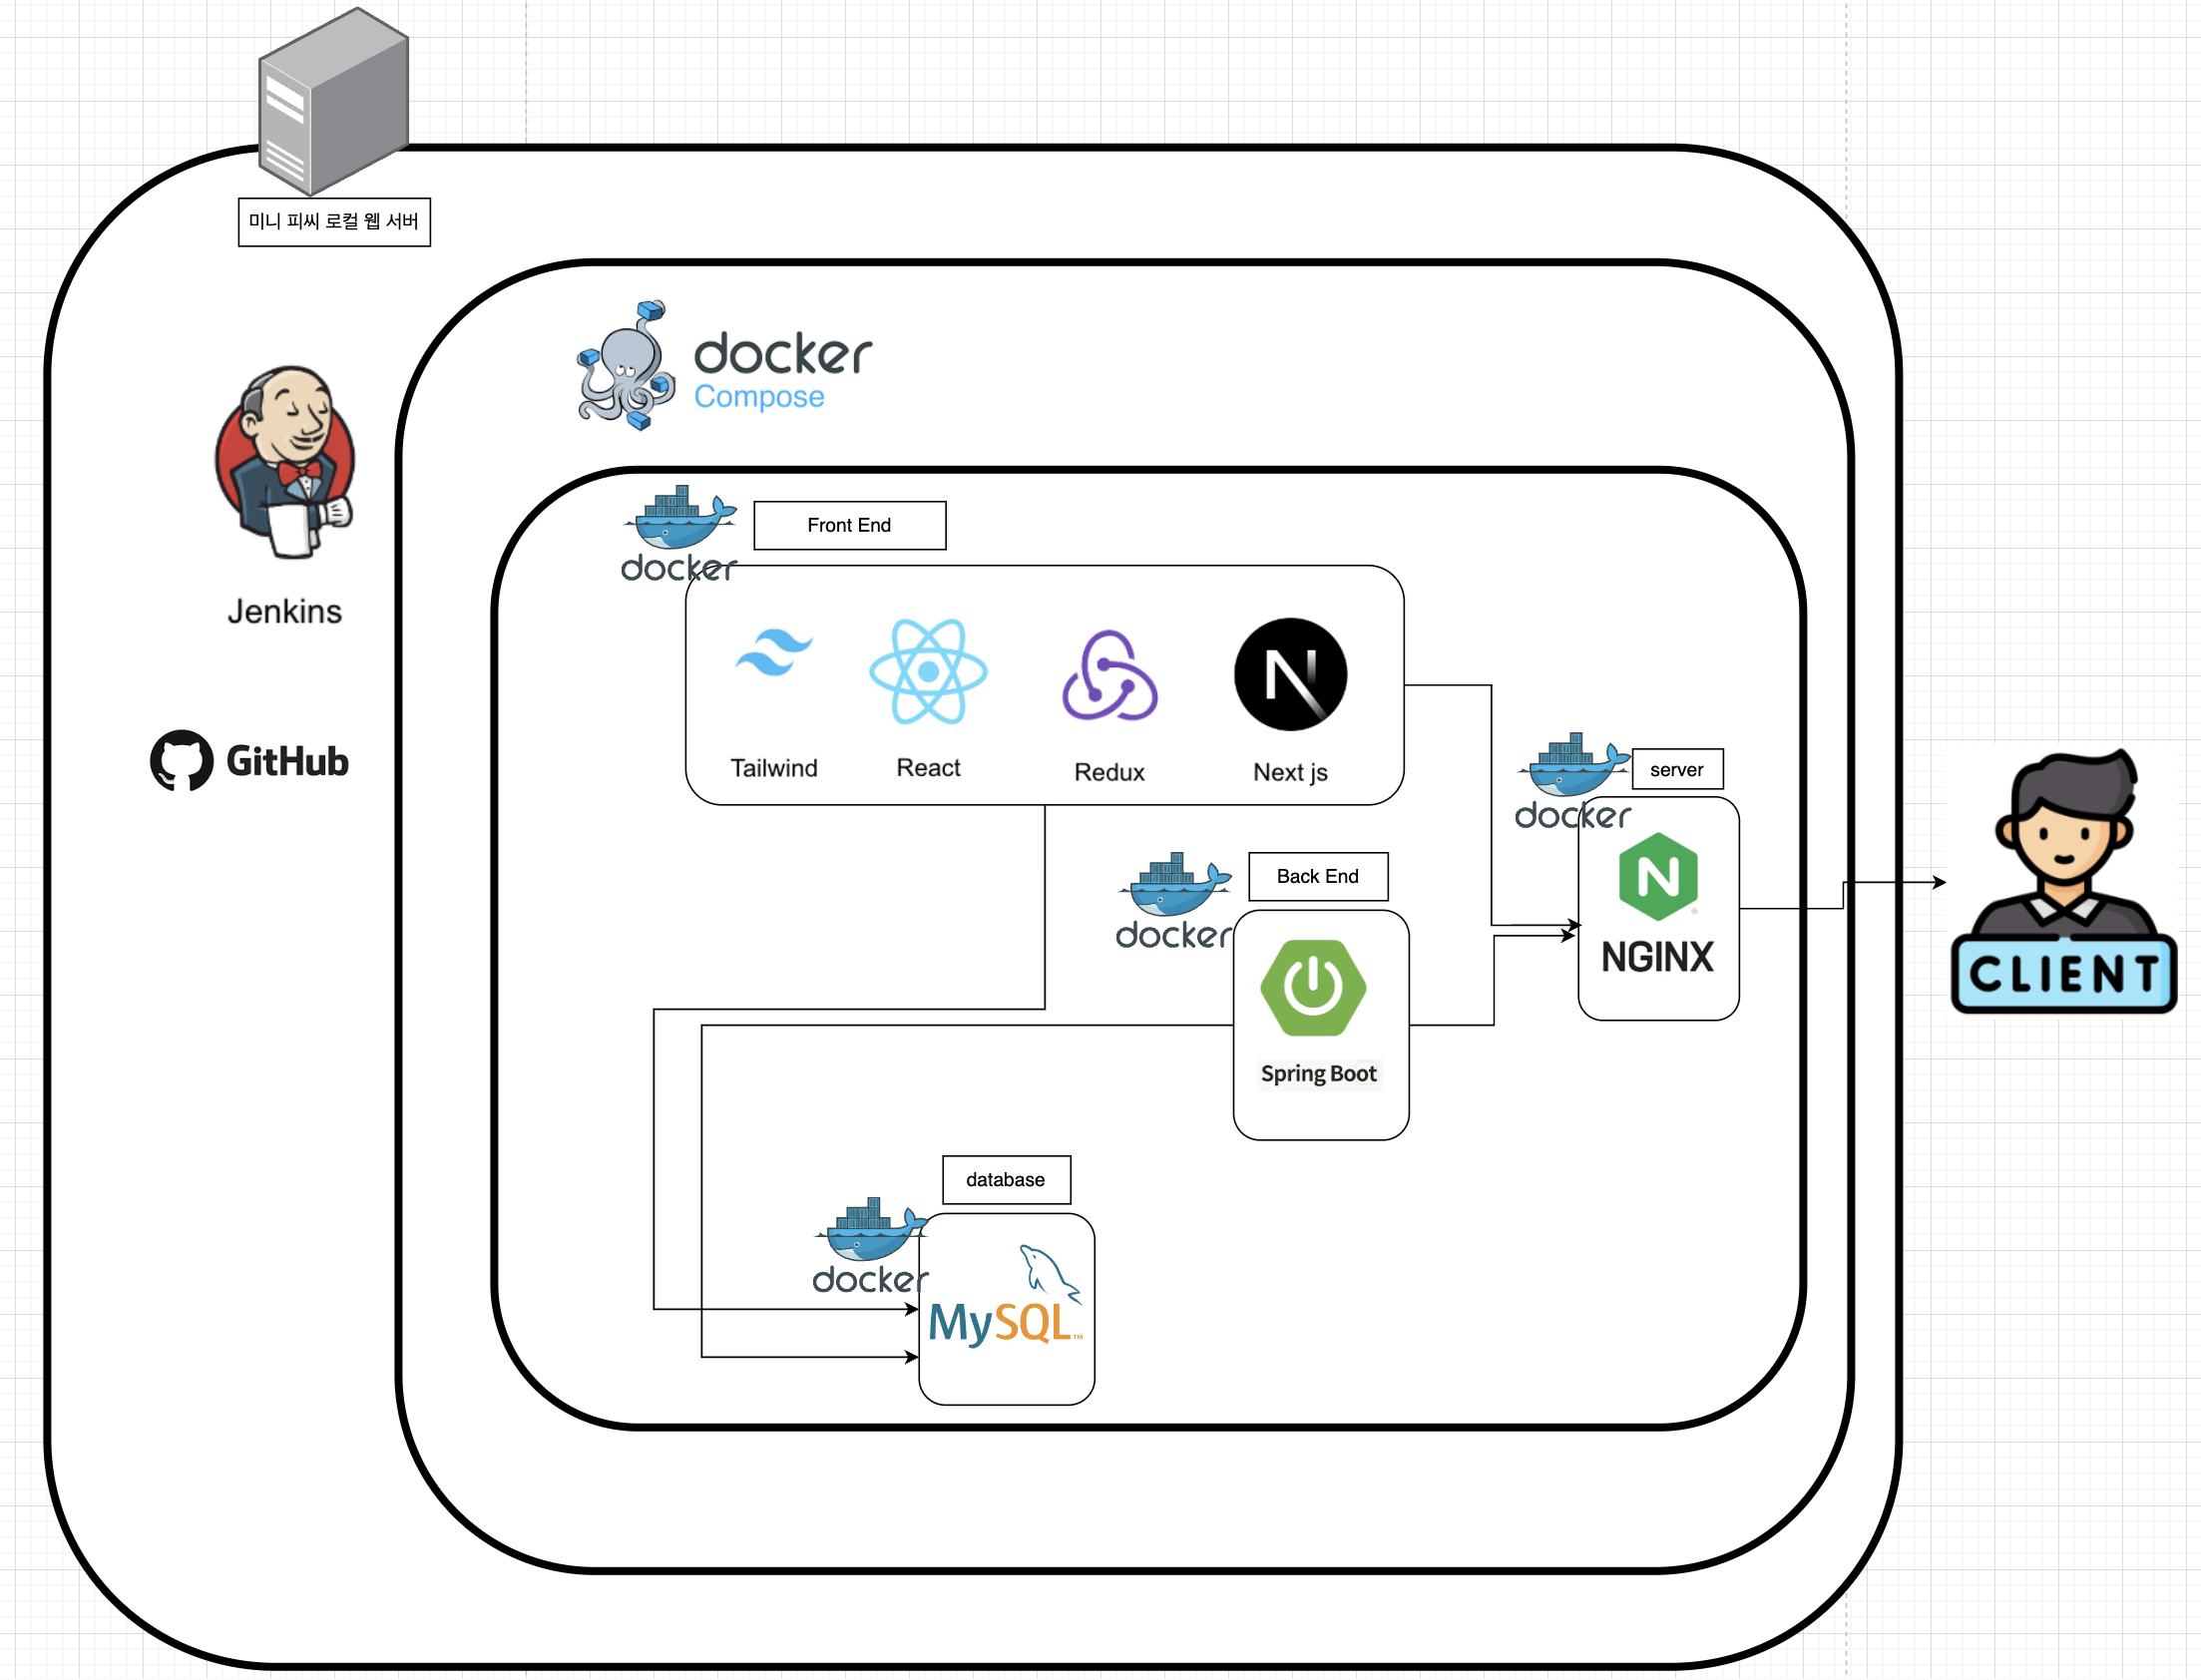 미니 피씨 로컬 웹 서버
docker
Compose
Jenkins
GitHub
docker
Front End
Tailwind
React
Redux
Next js
docker
server
NGINX
docker
Back End
Spring Boot
docker
database
MySQL™
CLIENT